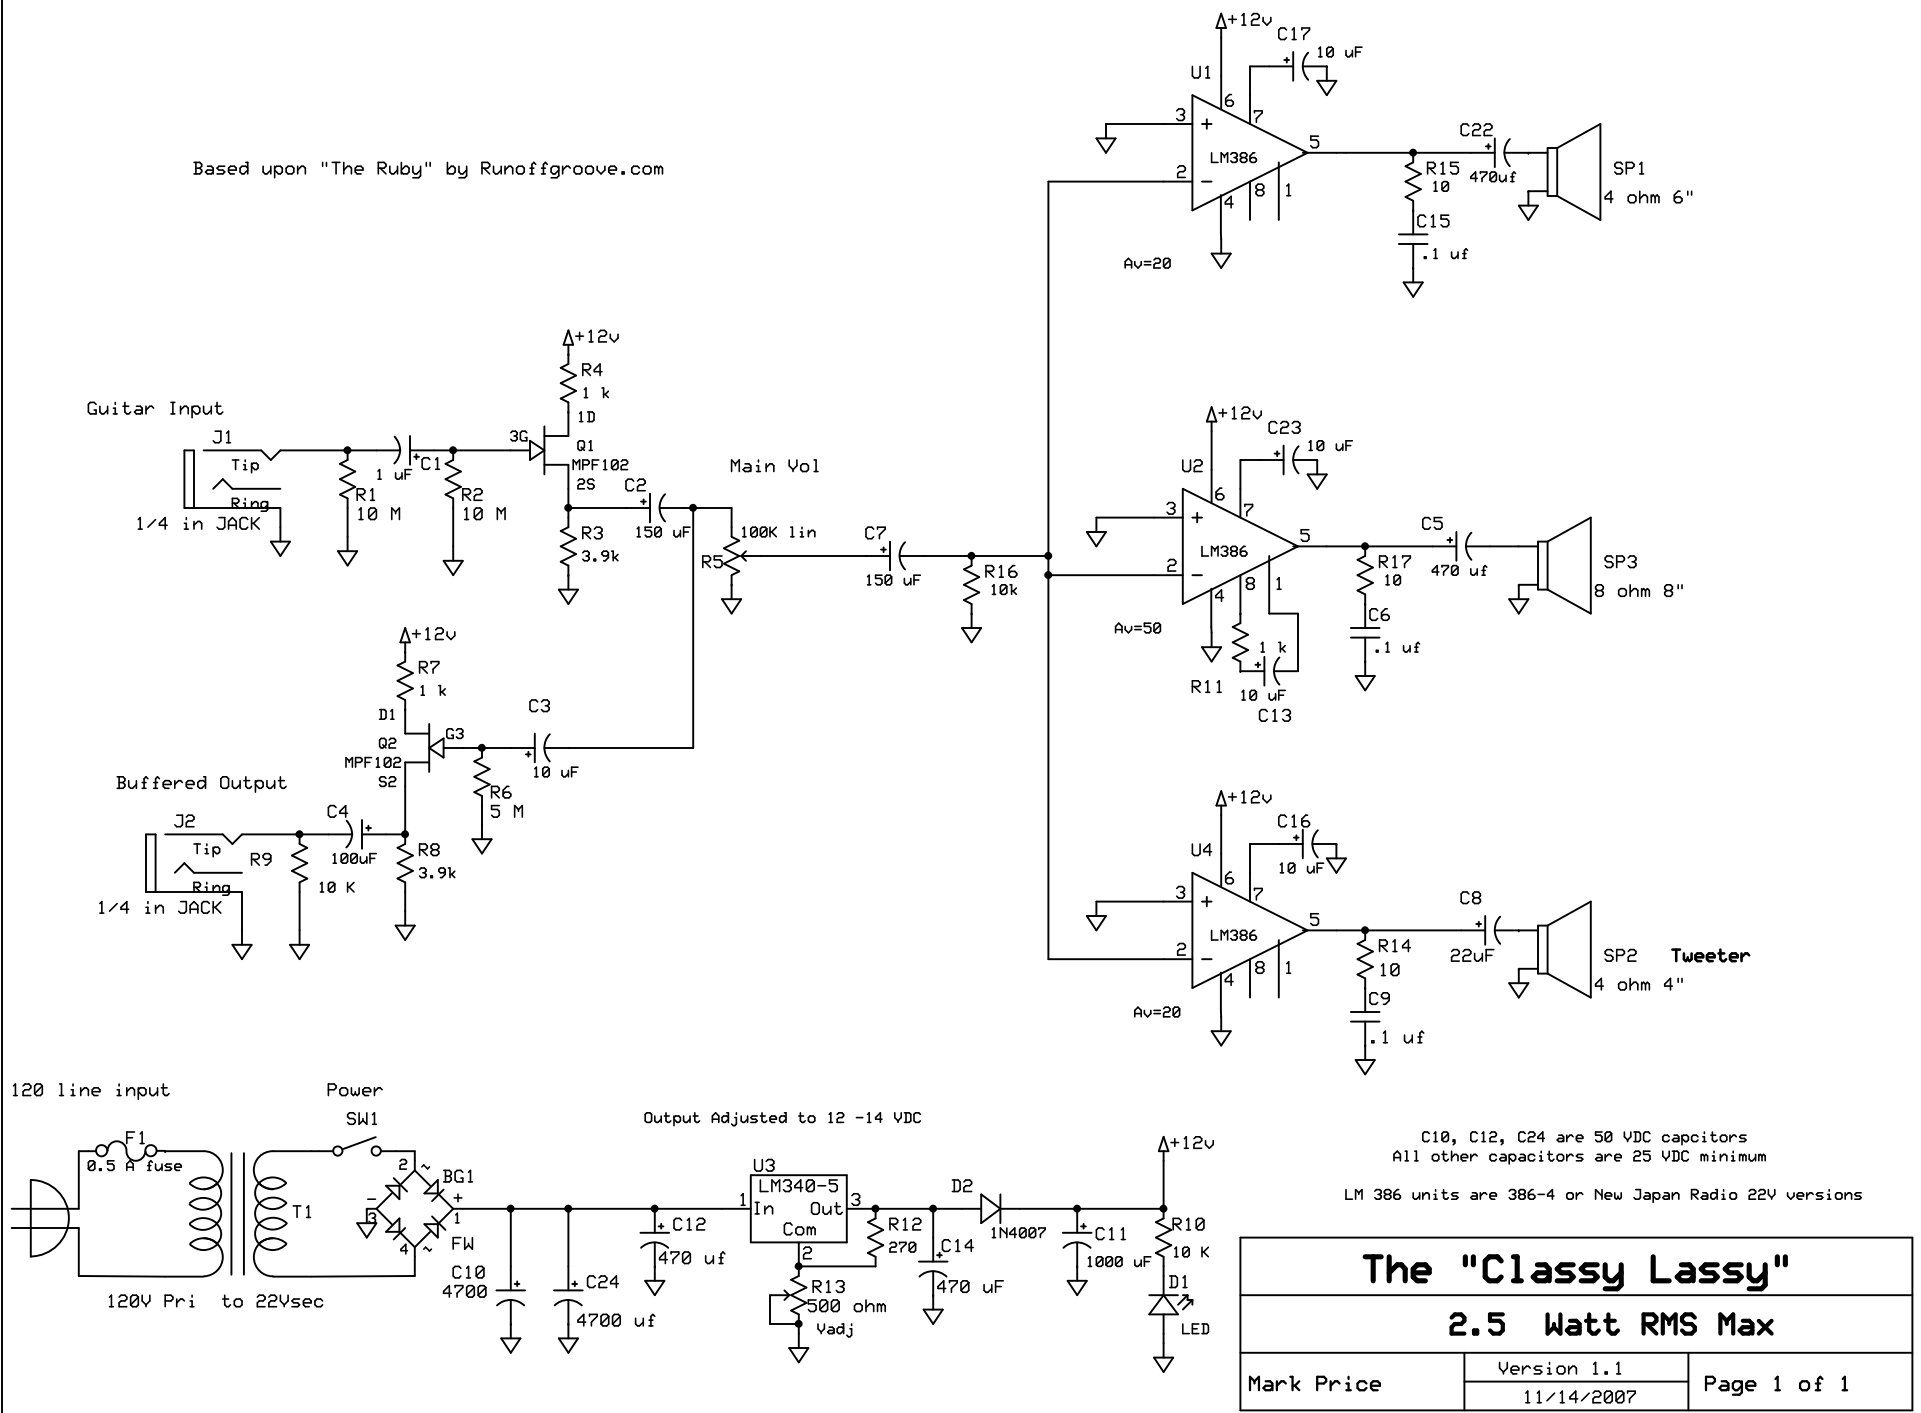 Based upon "The Ruby" by Runoffgroove.com
+12v
C17
10 uF
U1
6
7
3
+
LM386
5
2
-
8
1
4
Av=20
R15
10
C15
.1 uf
C22
+
470uf
SP1
4 ohm 6"
Guitar Input
J1
Tip
Ring
1/4 in JACK
R1
10 M
1 uF
+
C1
R2
10 M
+12v
R4
1 k
1D
3G
Q1
MPF102
2S
R3
3.9k
C2
+
150 uF
Main Vol
100K lin
R5
C7
+
150 uF
R16
10k
+12v
C23
+
10 uF
U2
6
7
3
+
LM386
5
2
-
8
1
4
Av=50
1 k
R11
+
10 uF
C13
R17
10
C6
.1 uf
C5
+
470 uf
SP3
8 ohm 8"
+12v
R7
1 k
D1
Q2
G3
MPF102
S2
C3
+
10 uF
R6
5 M
Buffered Output
J2
Tip
Ring
1/4 in JACK
R9
10 K
C4
+
100uF
R8
3.9k
+12v
C16
+
10 uF
U4
6
7
3
+
LM386
5
2
-
8
1
4
Av=20
R14
10
C9
.1 uf
C8
+
22uF
SP2 Tweeter
4 ohm 4"
120 line input
F1
0.5 A fuse
T1
120V Pri to 22Vsec
Power
SW1
2
~
BG1
-
+
3
1
4
~
FW
C10
+
4700
C24
+
4700 uf
+
C12
470 uf
Output Adjusted to 12 -14 VDC
U3
LM340-5
1
In
Out
3
Com
2
R12
270
R13
500 ohm
Vadj
C14
+
470 uF
D2
1N4007
+
C11
1000 uF
+12v
R10
10 K
D1
LED
C10, C12, C24 are 50 VDC capcitors
All other capacitors are 25 VDC minimum
LM 386 units are 386-4 or New Japan Radio 22V versions
The "Classy Lassy"
2.5 Watt RMS Max
Mark Price
Version 1.1
11/14/2007
Page 1 of 1